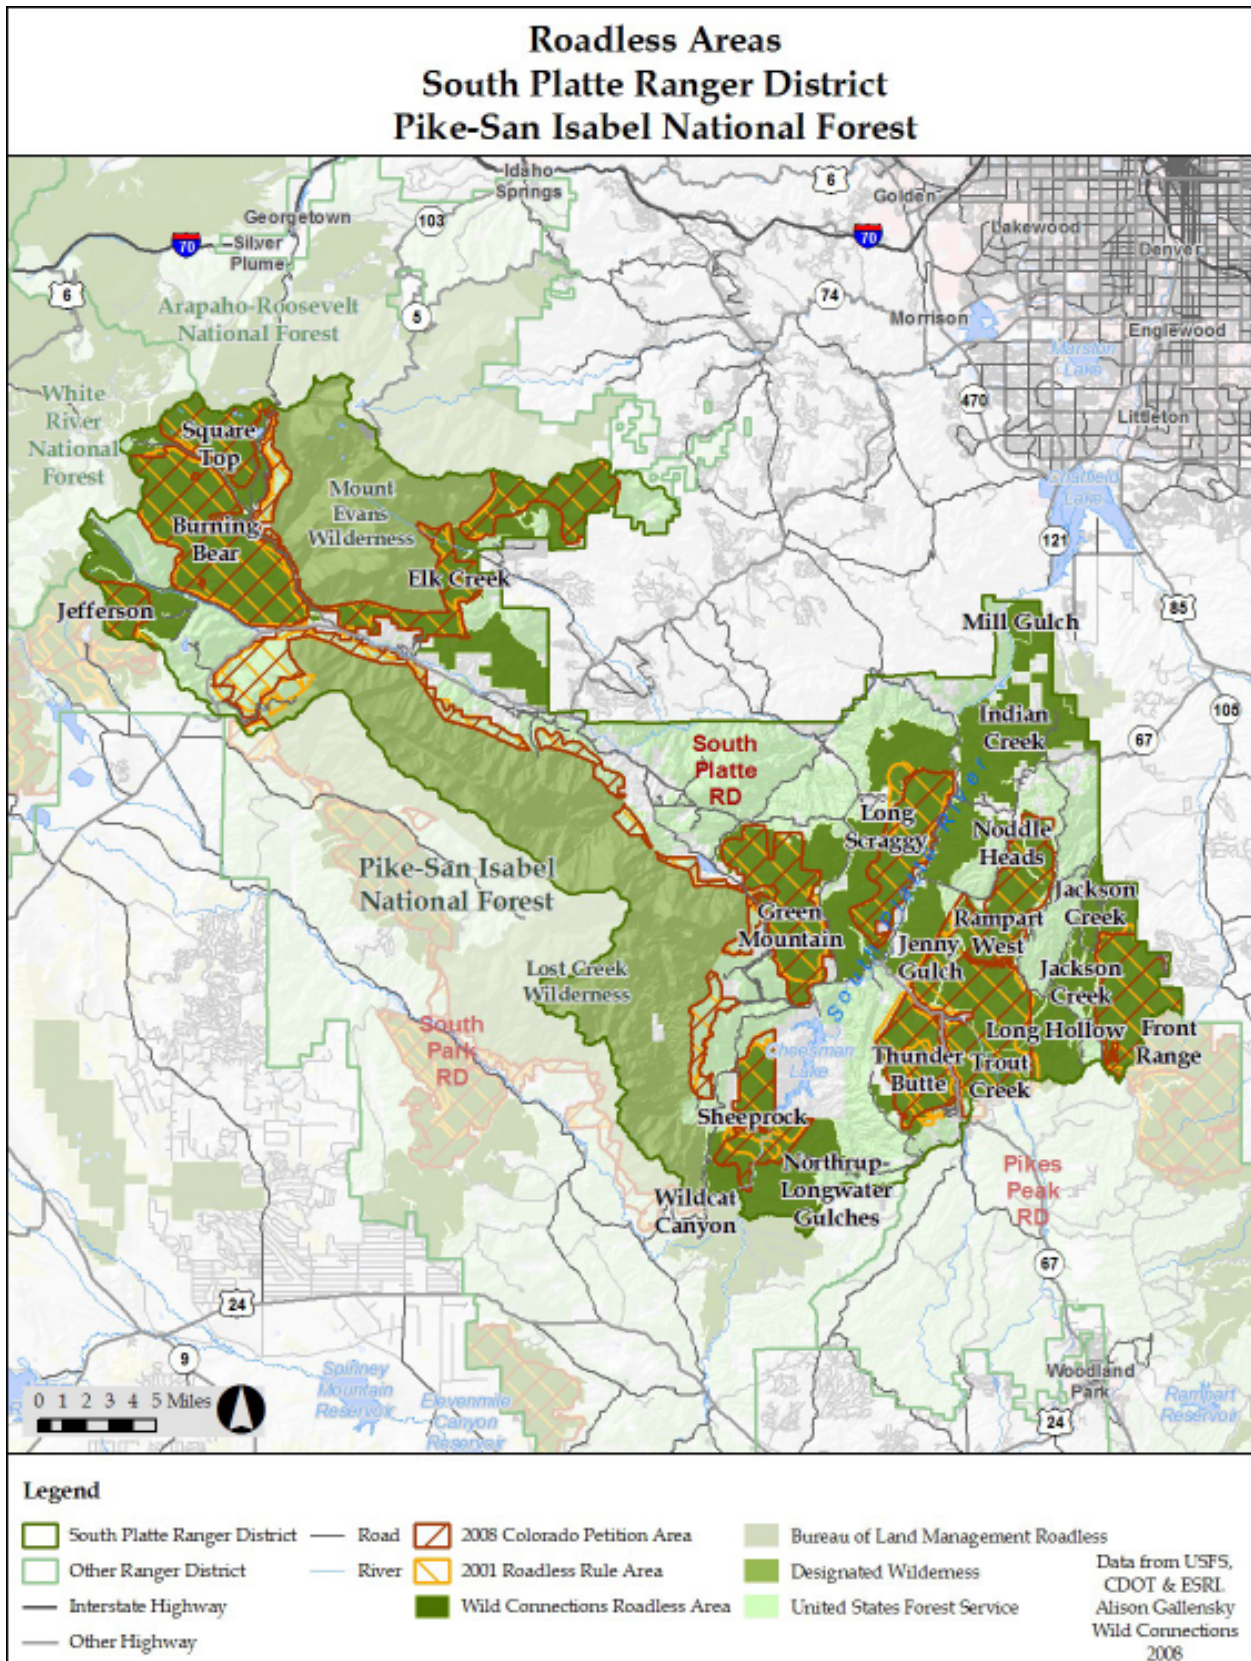 Roadless Areas
South Platte Ranger District
Pike-San Isabel National Forest
Idaho
Springs
6
Golden
Georgetown
103
70
Silver
Plume
70
Lakewood
Denver
6
Arapaho-Roosevelt
National Forest
5
74
Morrison
Englewood
Marston
Lake
White
River
National
Forest
470
Littleton
Square
Top
Chatfield
Lake
Mount
Evans
Wilderness
Burning
Bear
121
Elk Creek
85
Jefferson
Mill Gulch
105
67
Indian
Creek
South
Platte
RD
Long
Scraggy
Noddle
Heads
South Platte River
Pike-San Isabel
National Forest
Jackson
Creek
Green
Mountain
Rampart
West
Jenny
Gulch
Lost Creek
Wilderness
Jackson
Creek
South
Park
RD
Long Hollow
Front
Range
Cheesman
Lake
Thunder
Butte
Trout
Creek
Sheeprock
Northrup-
Longwater
Gulches
Pikes
Peak
RD
Wildcat
Canyon
67
24
9
Spinney
Mountain
Reservoir
Elevenmile
Canyon
Reservoir
Woodland
Park
Rampart
Reservoir
24
0 1 2 3 4 5 Miles
Legend
South Platte Ranger District
Other Ranger District
Interstate Highway
Other Highway
Road
River
2008 Colorado Petition Area
2001 Roadless Rule Area
Wild Connections Roadless Area
Bureau of Land Management Roadless
Designated Wilderness
United States Forest Service
Data from USFS,
CDOT & ESRI.
Alison Gallensky
Wild Connections
2008